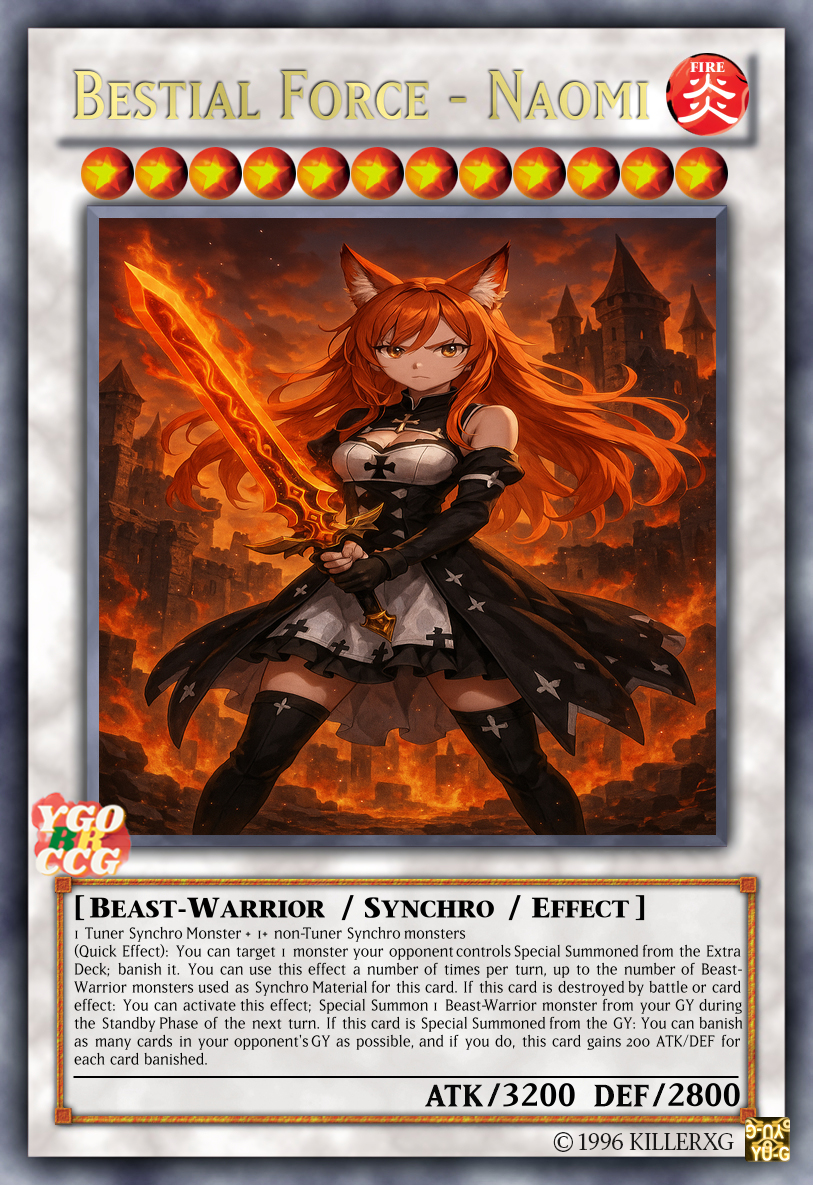 Bestial Force - Naomi
FIRE
炎
YGO
RR
CCG
[ Beast-Warrior / Synchro / Effect ]
1 Tuner Synchro Monster + 1+ non-Tuner Synchro monsters
(Quick Effect): You can target 1 monster your opponent controls Special Summoned from the Extra
Deck; banish it. You can use this effect a number of times per turn, up to the number of Beast-
Warrior monsters used as Synchro Material for this card. If this card is destroyed by battle or card
effect: You can activate this effect; Special Summon 1 Beast-Warrior monster from your GY during
the Standby Phase of the next turn. If this card is Special Summoned from the GY: You can banish
as many cards in your opponent's GY as possible, and if you do, this card gains 200 ATK/DEF for
each card banished.
ATK/3200 DEF/2800
© 1996 KILLERXG